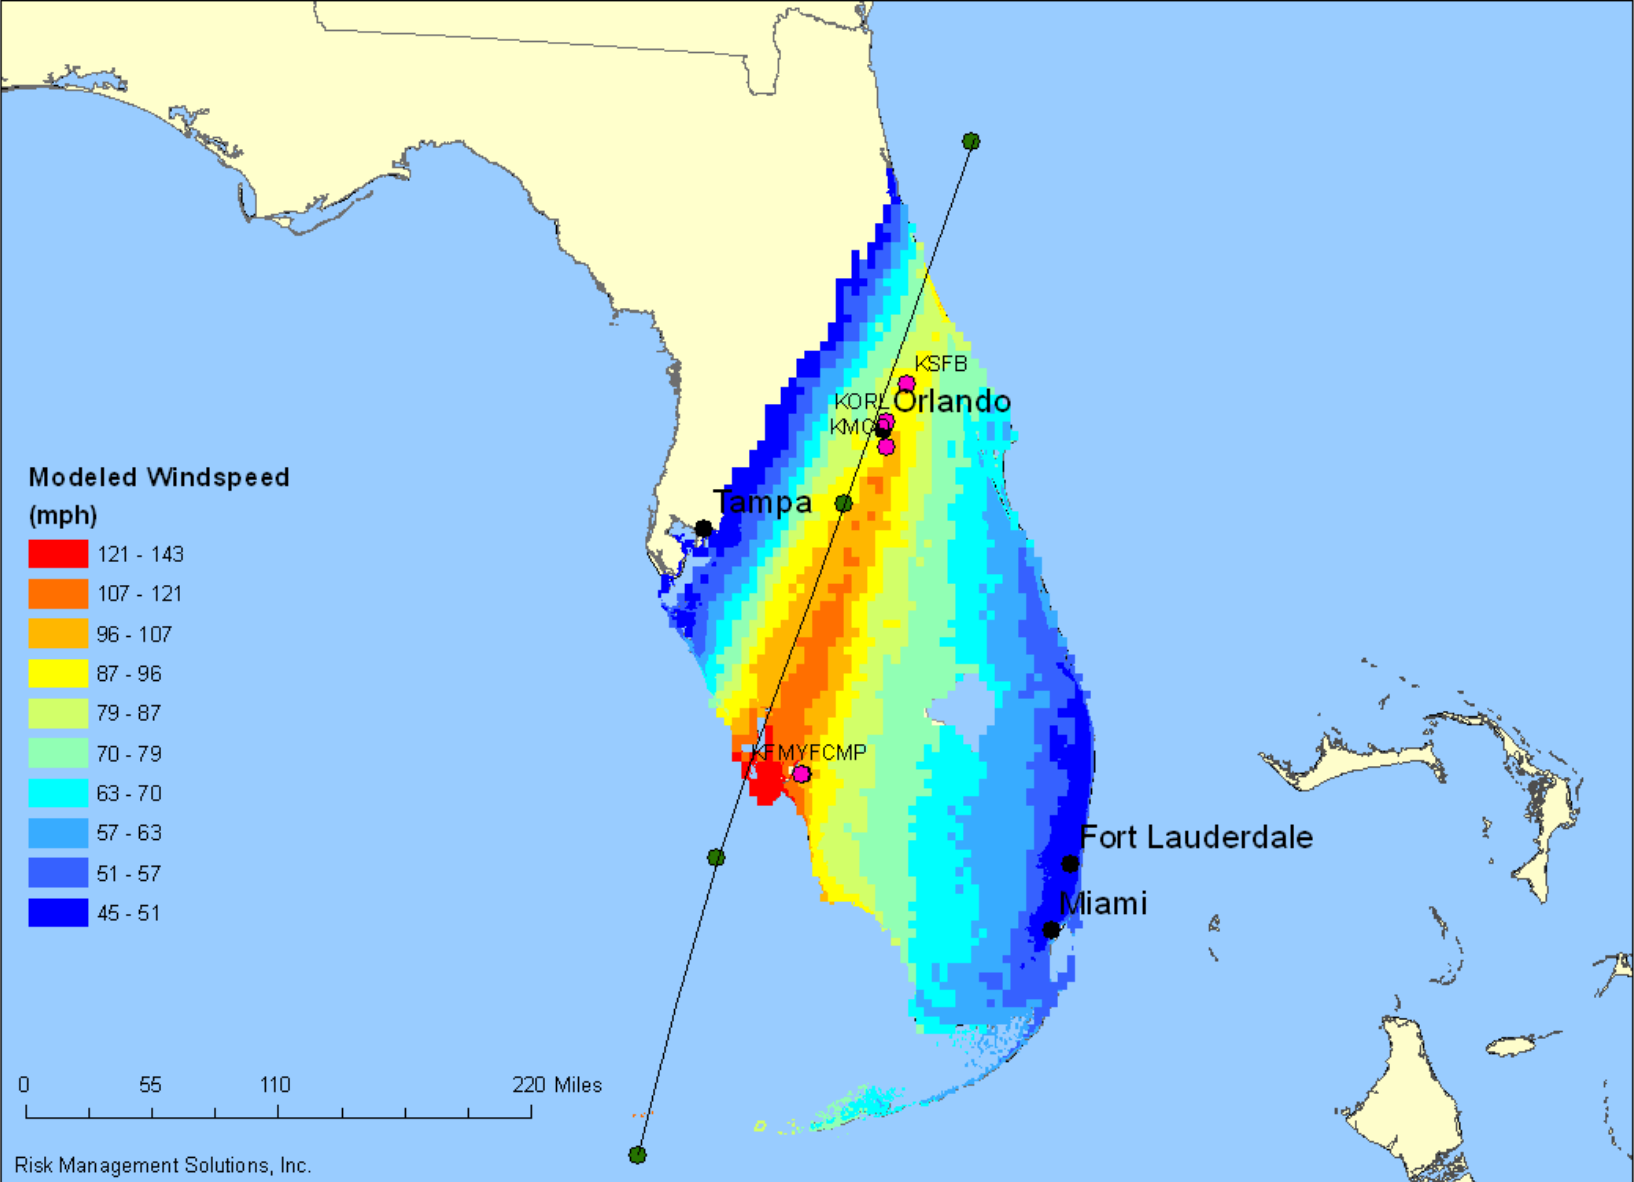 KSFB
KORL Orlando
KMCO
Tampa
Modeled Windspeed
(mph)
121 - 143
107 - 121
96 - 107
87 - 96
79 - 87
70 - 79
63 - 70
57 - 63
51 - 57
45 - 51
KFMYFCMP
Fort Lauderdale
Miami
0 55 110 220 Miles
Risk Management Solutions, Inc.